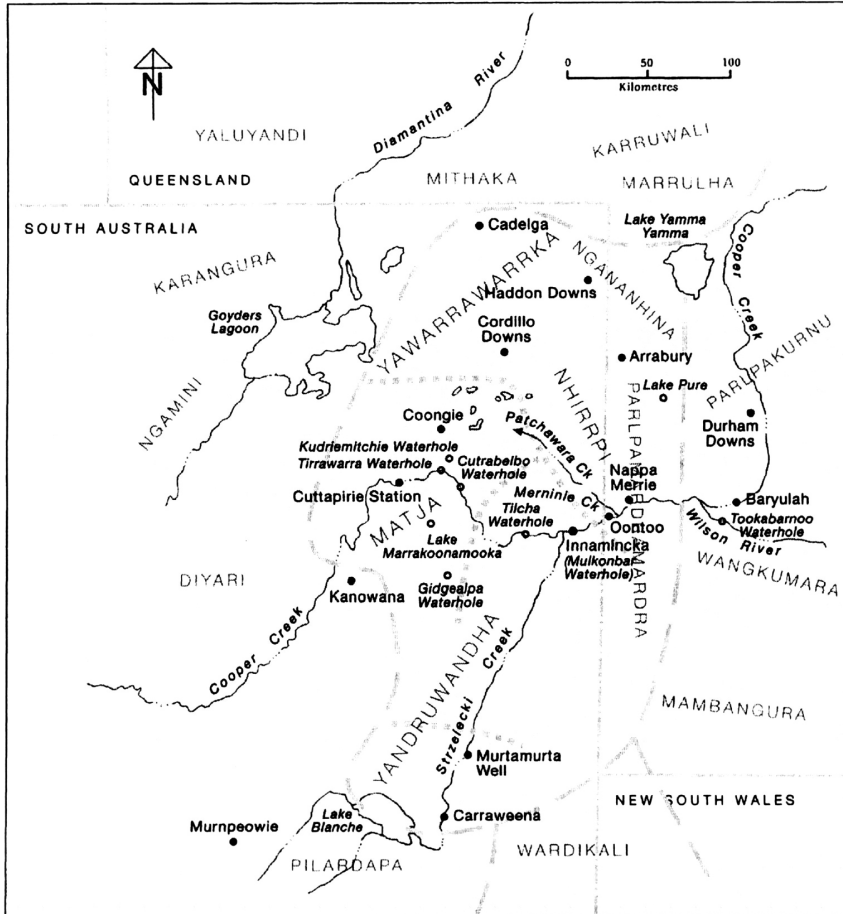 N
0 50 100
Kilometres
Diamantina River
YALUYANDI
KARRUWALI
QUEENSLAND
MITHAKA
MARRULHA
SOUTH AUSTRALIA
Cadelga
Lake Yamma
Yamma
Cooper Creek
KARANGURA
NGANANHINA
YAWARRAWARRKA
Haddon Downs
Goyders
Lagoon
Cordillo
Downs
Arrabury
PARLPAKURNU
NGAMINI
NHIRRPI
Lake Pure
Coongie
Patchawara Ck
Durham
Downs
Kudriemitchie Waterhole
Tirrawarra Waterhole
Cutrabelbo
Waterhole
Nappa
Merrie
Cuttapirie Station
Merninie Ck
Baryulah
MATJA
Tilcha
Waterhole
Oontoo
Wilson River
Tookabarnoo
Waterhole
Lake
Marrakoonamooka
Innamincka
(Mulkonbar
Waterhole)
WANGKUMARA
DIYARI
Kanowana
Gidgealpa
Waterhole
Cooper Creek
YANDRUWANDHA
Strzelecki Creek
MAMBANGURA
Murtamurta
Well
NEW SOUTH WALES
Lake
Blanche
Carraweena
Murnpeowie
PILARDAPA
WARDIKALI